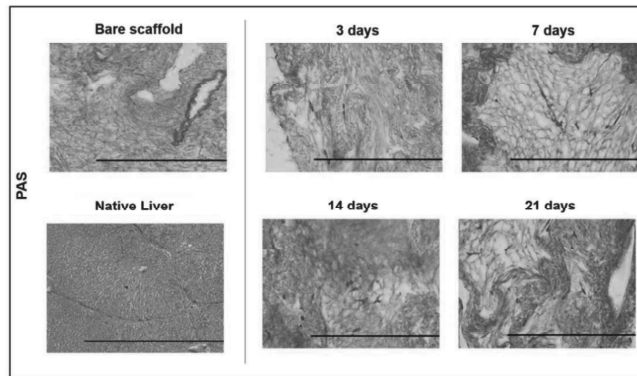 Bare scaffold
3 days
7 days
PAS
Native Liver
14 days
21 days